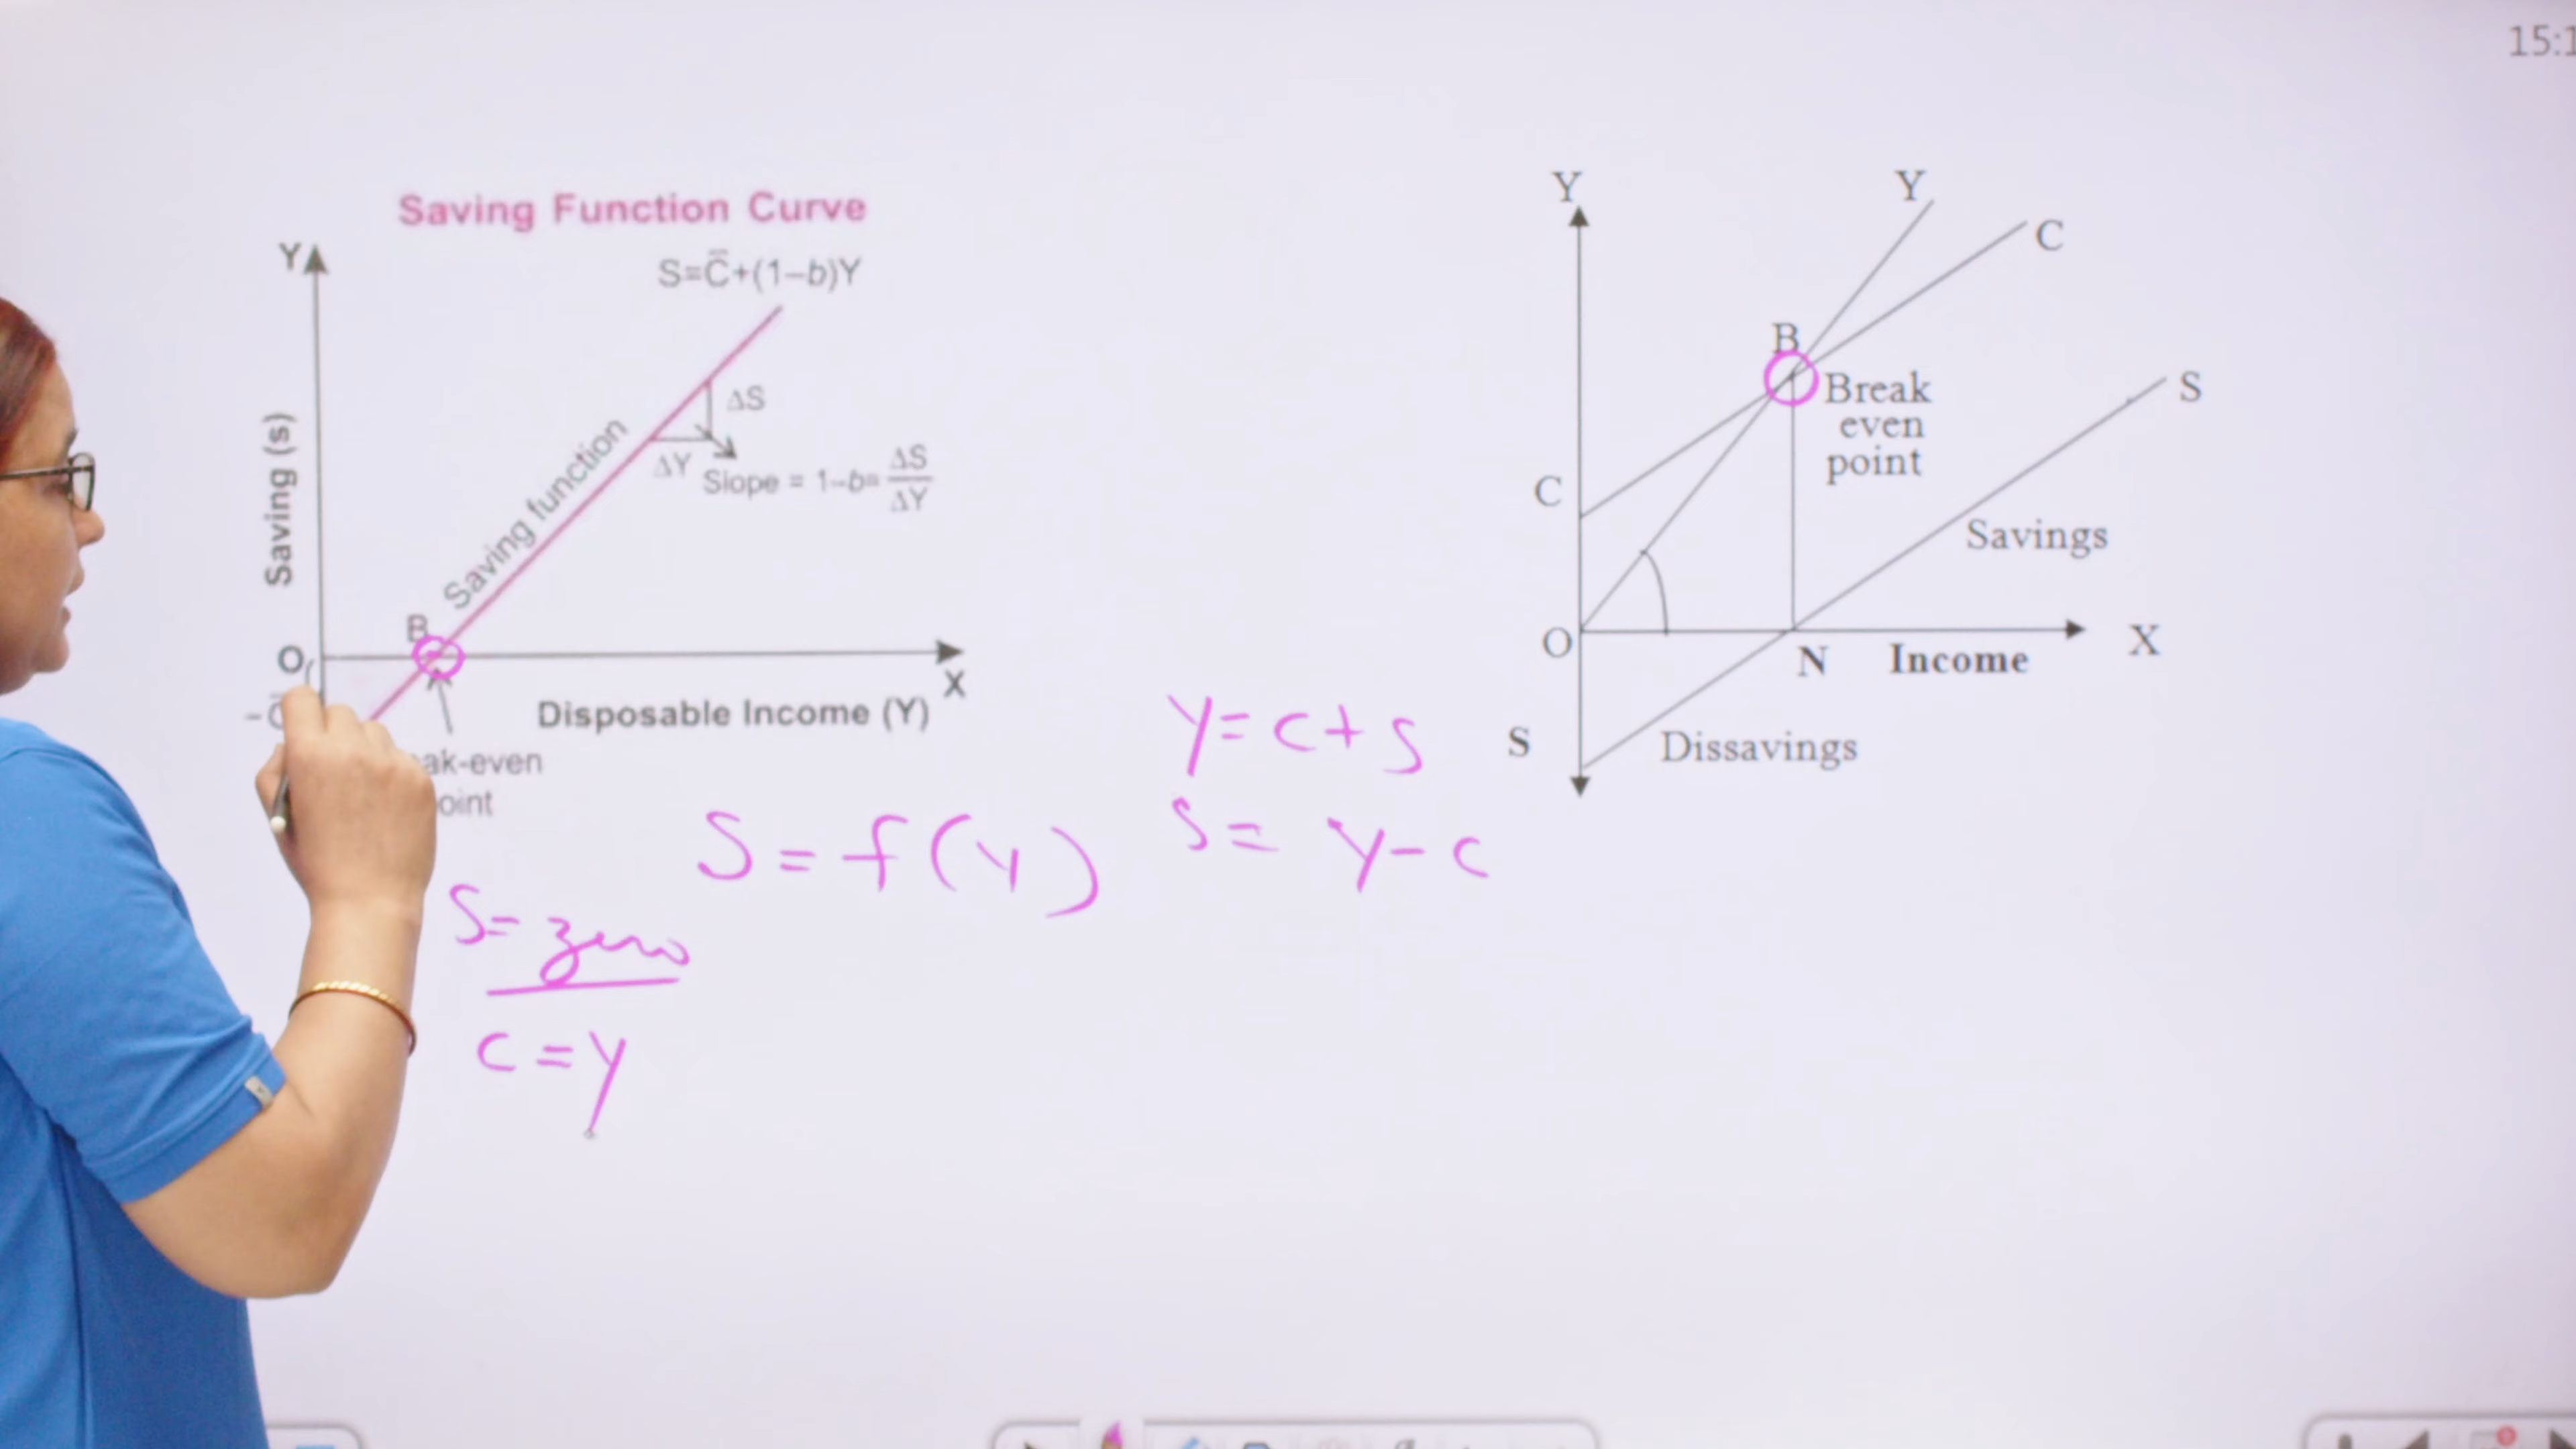 15:1
Saving Function Curve
Y
S=C̅+(1–b)Y
Saving (s)
Saving function
ΔS
ΔY
Slope = 1–b= ΔS/ΔY
B
O
X
Disposable Income (Y)
ak-even
oint
Y
Y
C
B
Break
even
point
C
S
Savings
O
N
Income
X
S
Dissavings
Y = C + S
S = Y - C
S = f(Y)
S = zero
C = Y